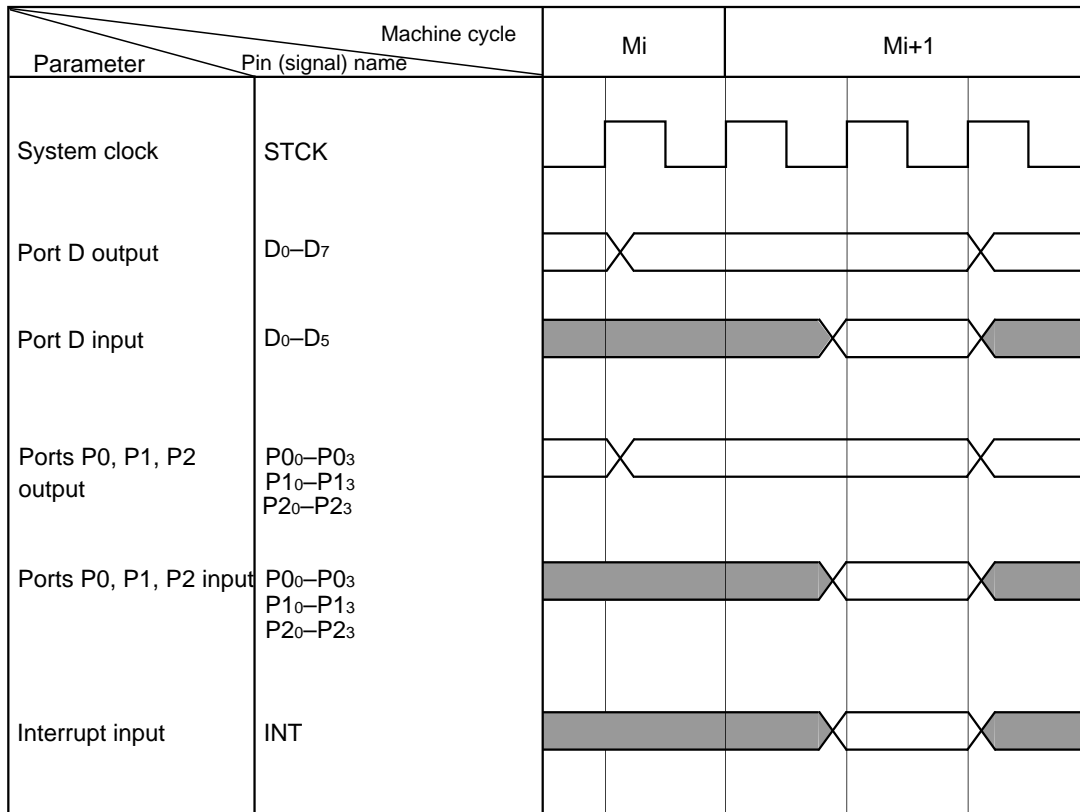 Machine cycle
Parameter
Pin (signal) name
Mi
Mi+1
System clock
STCK
Port D output
D0–D7
Port D input
D0–D5
Ports P0, P1, P2
output
P00–P03
P10–P13
P20–P23
Ports P0, P1, P2 input
P00–P03
P10–P13
P20–P23
Interrupt input
INT